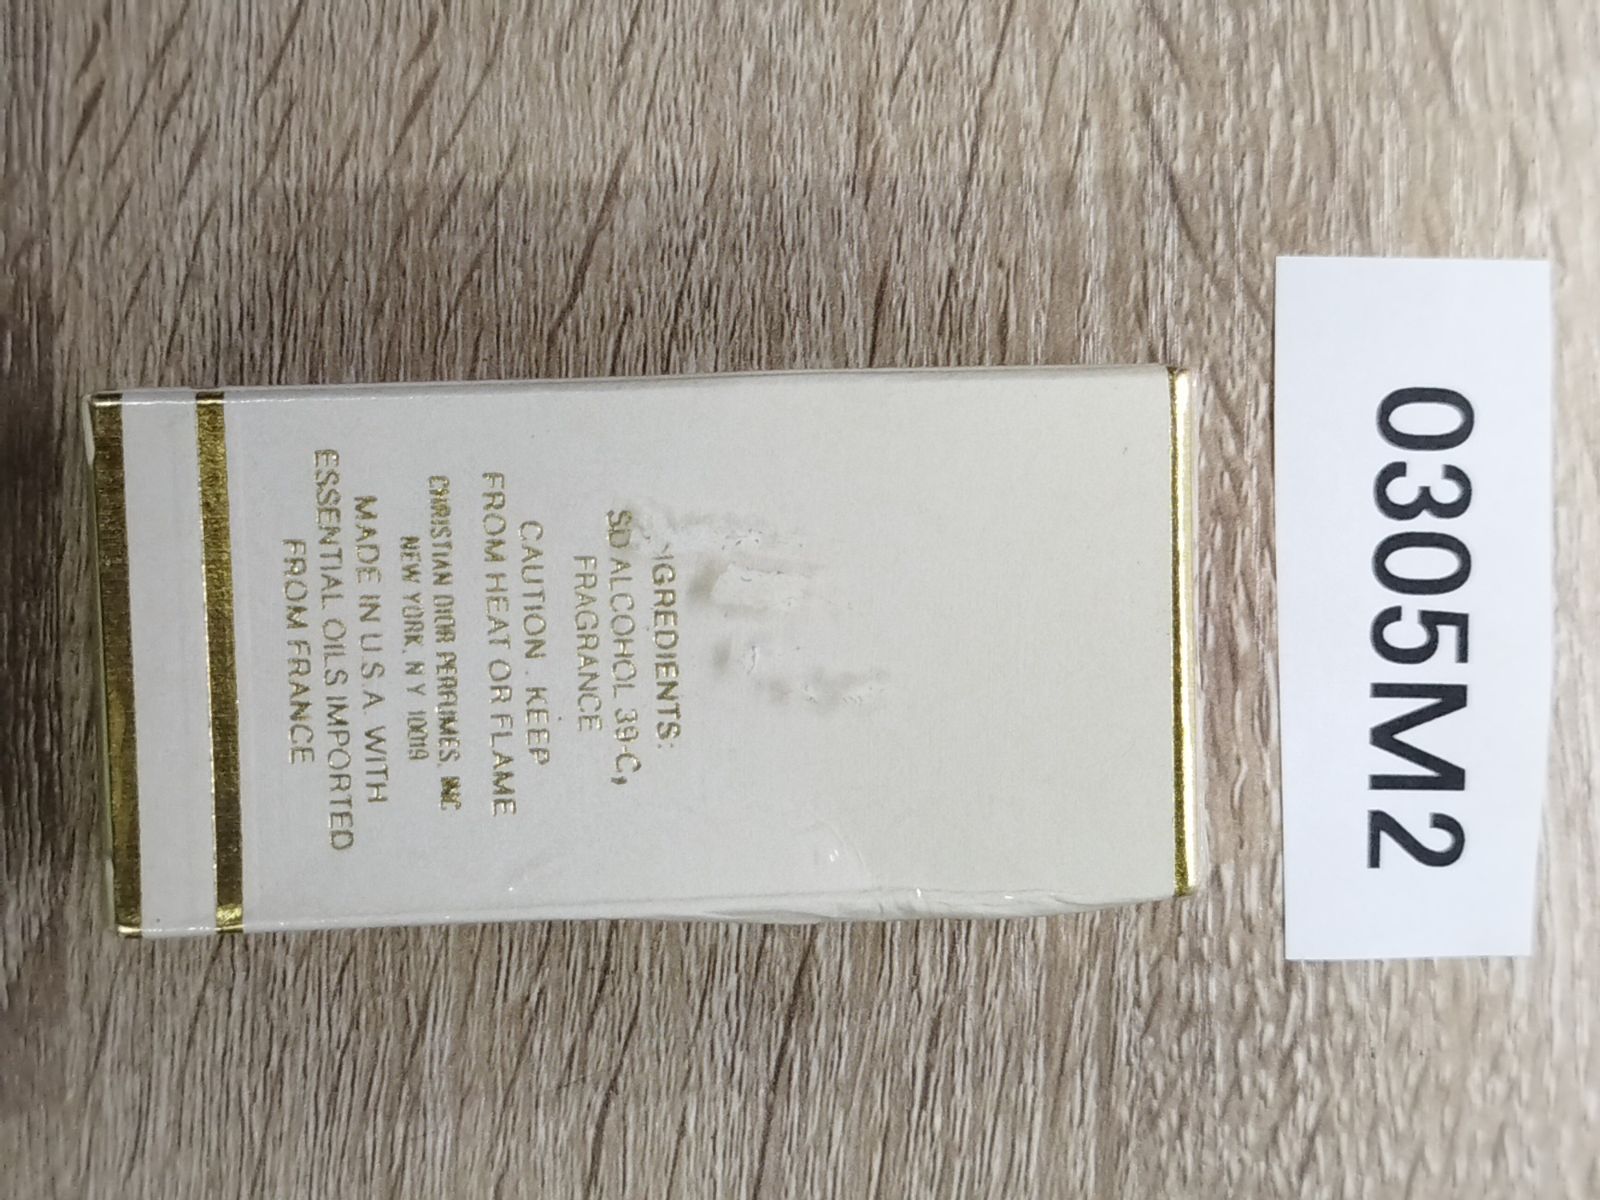 INGREDIENTS:
SD ALCOHOL 39-C,
FRAGRANCE
CAUTION . KEEP
FROM HEAT OR FLAME
CHRISTIAN DIOR PERFUMES, INC.
NEW YORK, N Y 10019
MADE IN U.S.A. WITH
ESSENTIAL OILS IMPORTED
FROM FRANCE
0305M2